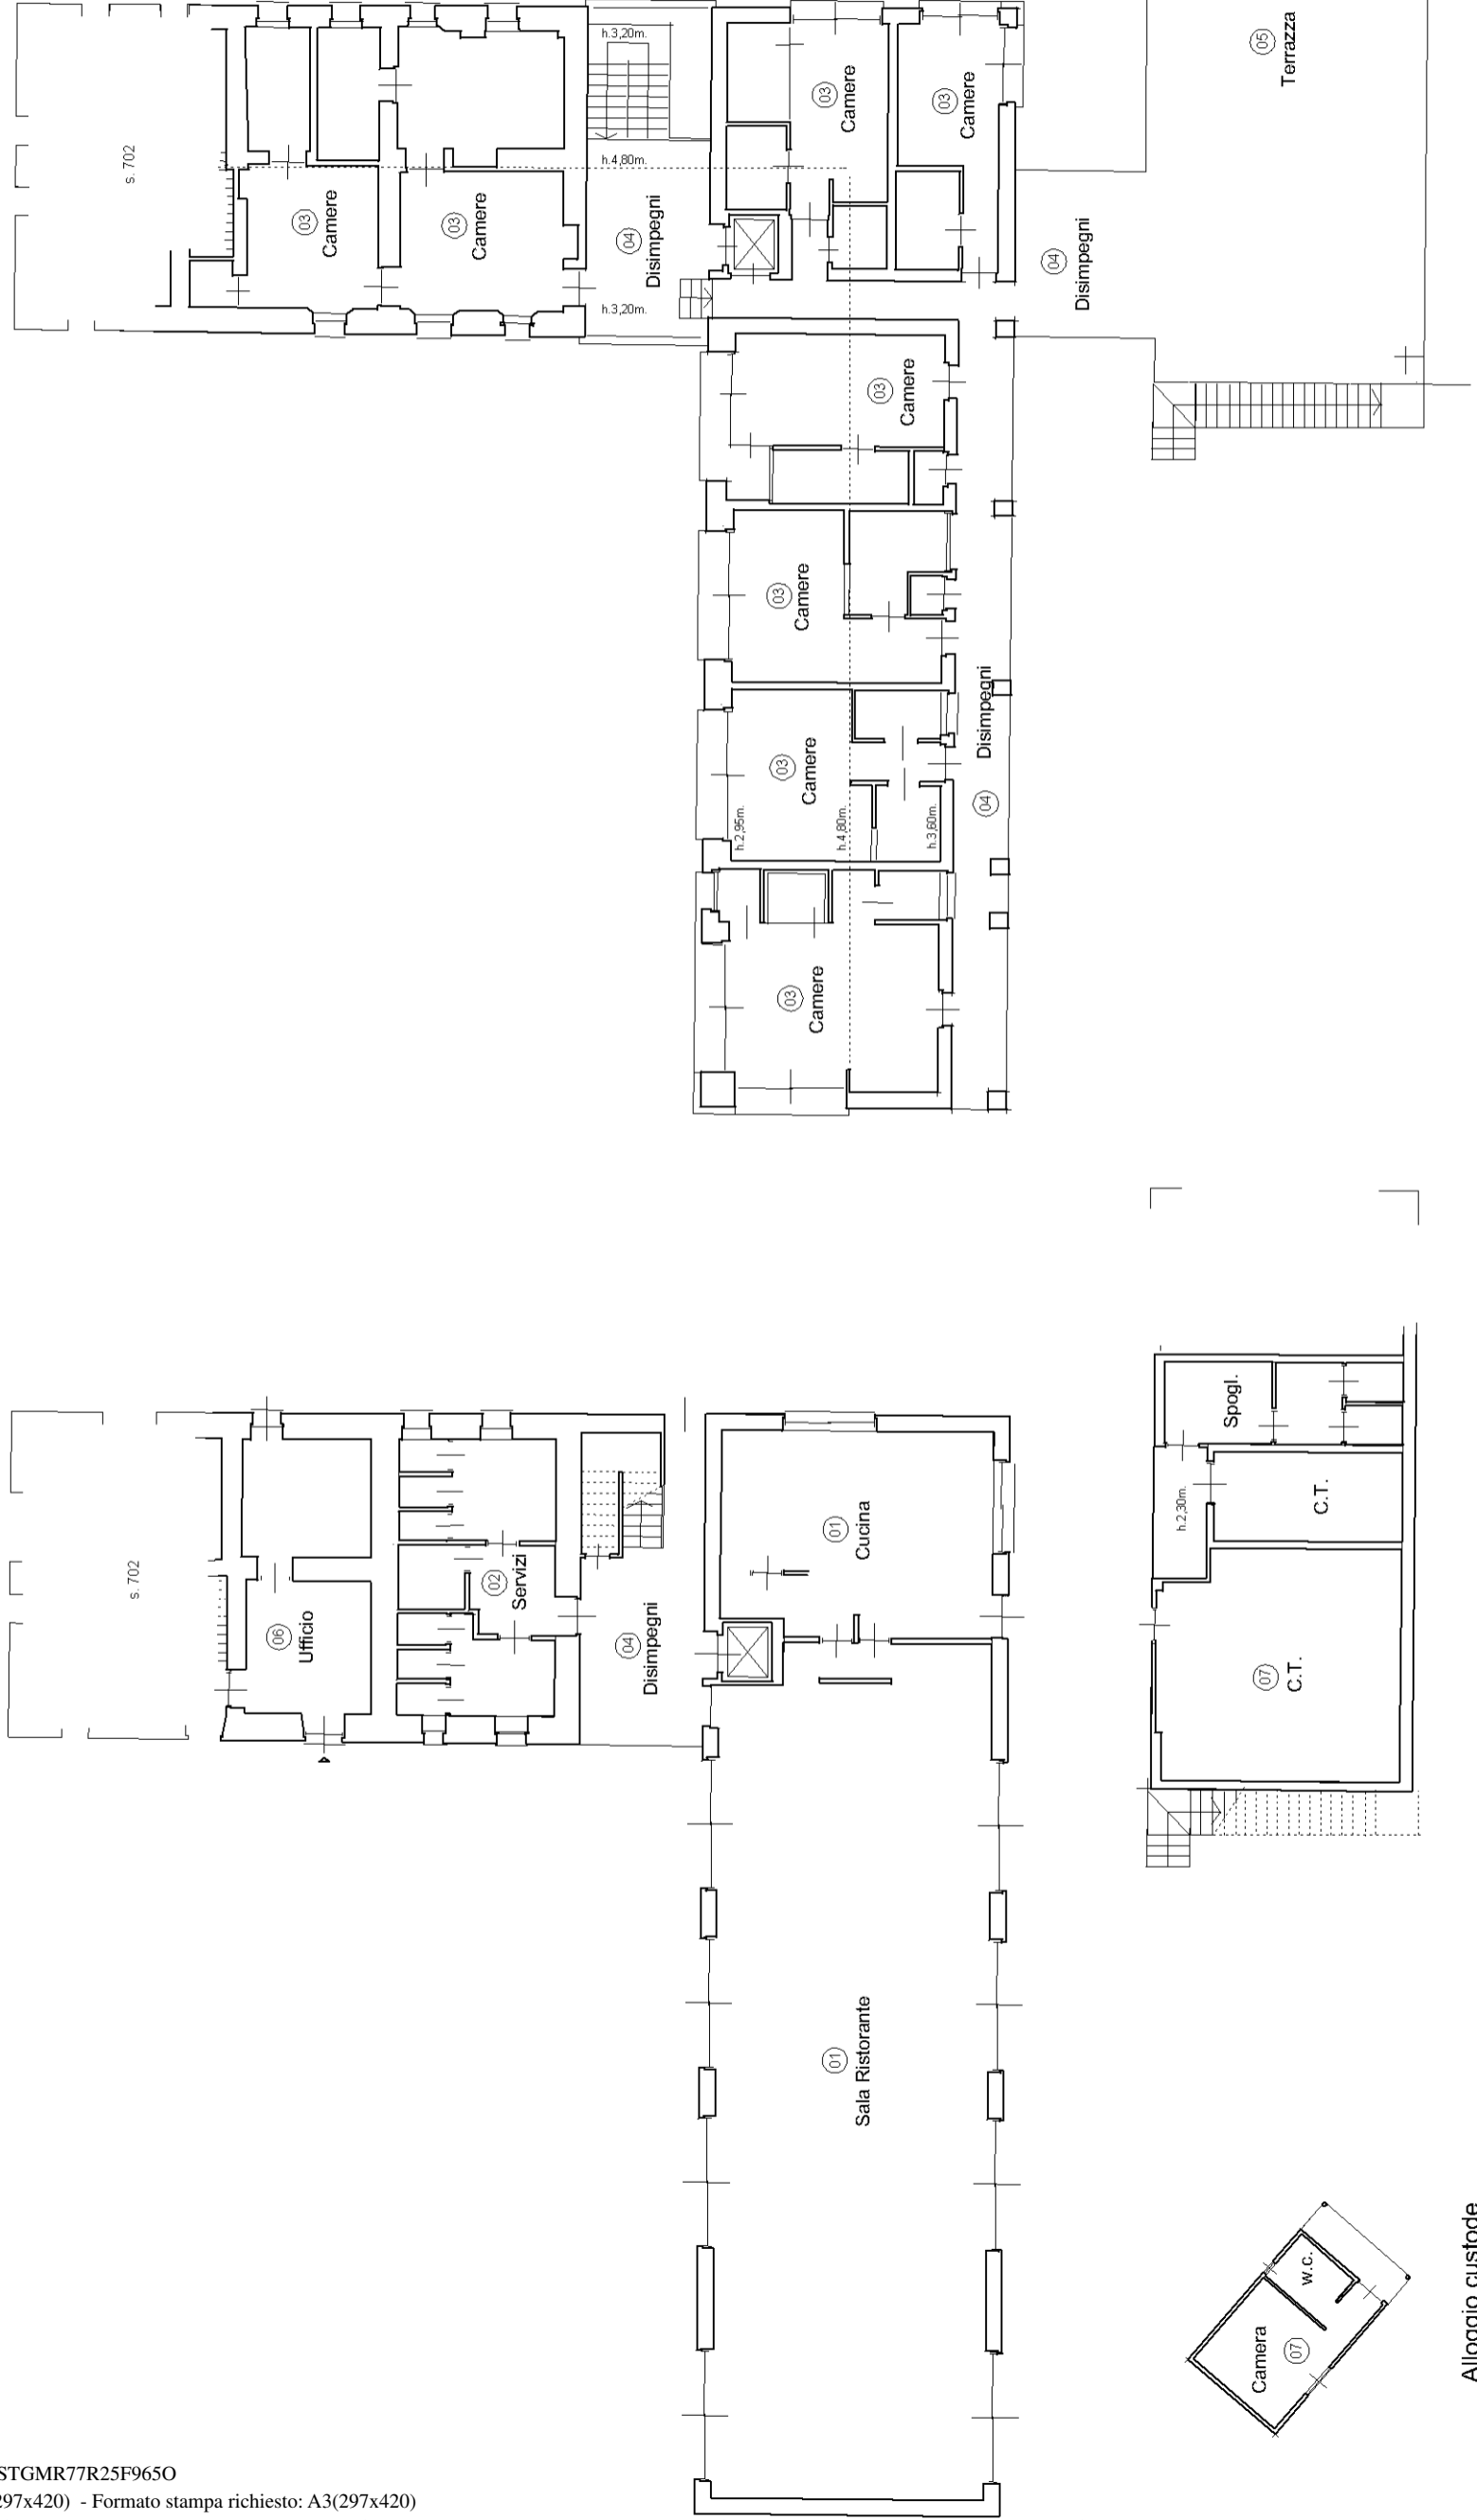 s. 702
03
Camere
03
Camere
h.3,20m.
h.4,80m.
h.3,20m.
04
Disimpegni
03
Camere
03
Camere
04
Disimpegni
05
Terrazza
03
Camere
03
Camere
03
Camere
h.2,95m.
h.4,80m.
h.3,60m.
Disimpegni
04
03
Camere
s. 702
06
Ufficio
02
Servizi
04
Disimpegni
01
Cucina
01
Sala Ristorante
Spogl.
h.2,30m.
C.T.
07
C.T.
w.c.
Camera
07
Alloggio custode
STGMR77R25F965O
297x420) - Formato stampa richiesto: A3(297x420)